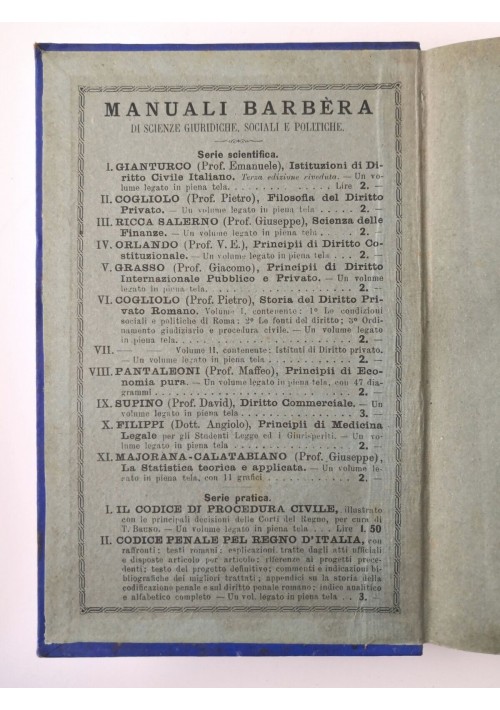 MANUALI BARBÈRA
DI SCIENZE GIURIDICHE, SOCIALI E POLITICHE.
Serie scientifica.
I. GIANTURCO (Prof. Emanuele), Istituzioni di Di-
ritto Civile Italiano. Terza edizione riveduta. — Un vo-
lume legato in piena tela. . . . . . . . . . . . Lire 2. —
II. COGLIOLO (Prof. Pietro), Filosofia del Diritto
Privato. — Un volume legato in piena tela . . . . . 2. —
III. RICCA SALERNO (Prof. Giuseppe), Scienza delle
Finanze. — Un volume legato in piena tela . . . . . 2. —
IV. ORLANDO (Prof. V. E.), Principii di Diritto Co-
stituzionale. — Un volume legato in piena tela . . . 2. —
V. GRASSO (Prof. Giacomo), Principii di Diritto
Internazionale Pubblico e Privato. — Un volume
legato in piena tela. . . . . . . . . . . . . . . 2. —
VI. COGLIOLO (Prof. Pietro), Storia del Diritto Pri-
vato Romano. Volume I, contenente: 1º Le condizioni
sociali e politiche di Roma; 2º Le fonti del diritto; 3º Ordi-
namento giudiziario e procedura civile. — Un volume legato
in piena tela. . . . . . . . . . . . . . . . . . 2. —
VII. —— Volume II, contenente: Istituti di Diritto privato.
— Un volume legato in piena tela . . . . . . . . . 2. —
VIII. PANTALEONI (Prof. Maffeo), Principii di Eco-
nomia pura. — Un volume legato in piena tela, con 47 dia-
grammi . . . . . . . . . . . . . . . . . . . . 2. —
IX. SUPINO (Prof. David), Diritto Commerciale. — Un
volume legato in piena tela . . . . . . . . . . . . 3. —
X. FILIPPI (Dott. Angiolo), Principii di Medicina
Legale per gli Studenti Legge ed i Giurisperiti. — Un vo-
lume legato in piena tela . . . . . . . . . . . . . 2. —
XI. MAJORANA-CALATABIANO (Prof. Giuseppe),
La Statistica teorica e applicata. — Un volume le-
gato in piena tela, con 11 grafici . . . . . . . . . 2. —
Serie pratica.
I. IL CODICE DI PROCEDURA CIVILE, illustrato
con le principali decisioni delle Corti del Regno, per cura di
T. BRUNO. — Un volume legato in piena tela . . . Lire 1.50
II. CODICE PENALE PEL REGNO D'ITALIA, con
raffronti; testi romani; esplicazioni tratte dagli atti ufficiali
e disposte articolo per articolo; riferenze ai progetti prece-
denti; testo del progetto definitivo; commenti e indicazioni bi-
bliografiche dei migliori trattati; appendici su la storia della
codificazione penale e sul diritto penale romano; indice analitico
e alfabetico completo — Un vol. legato in piena tela . . 3. —